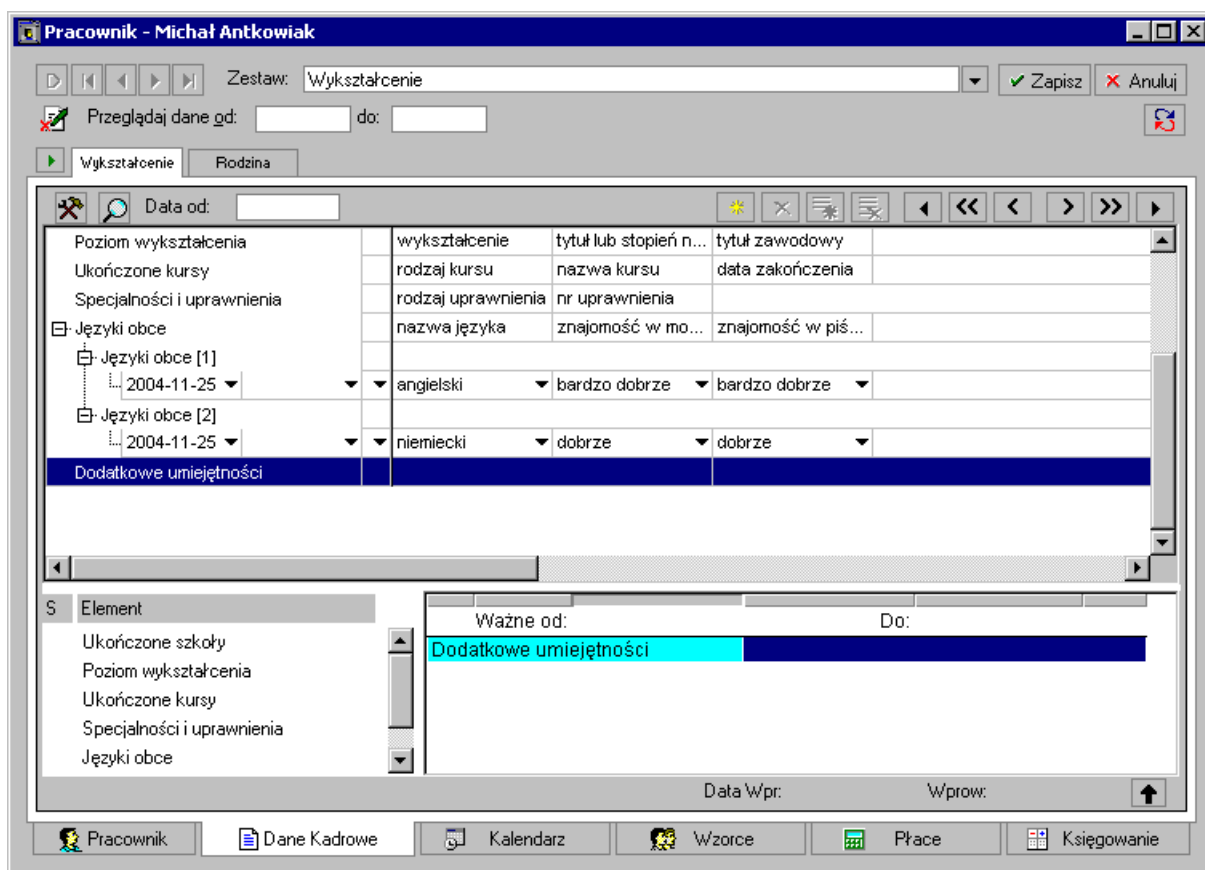 Pracownik - Michał Antkowiak
Zestaw: Wykształcenie Zapisz Anuluj
Przeglądaj dane od: do:
Wykształcenie Rodzina
Data od:
Poziom wykształcenia wykształcenie tytuł lub stopień n... tytuł zawodowy
Ukończone kursy rodzaj kursu nazwa kursu data zakończenia
Specjalności i uprawnienia rodzaj uprawnienia nr uprawnienia
Języki obce nazwa języka znajomość w mo... znajomość w piś...
Języki obce [1]
2004-11-25 angielski bardzo dobrze bardzo dobrze
Języki obce [2]
2004-11-25 niemiecki dobrze dobrze
Dodatkowe umiejętności
S Element
Ważne od: Do:
Ukończone szkoły
Dodatkowe umiejętności
Poziom wykształcenia
Ukończone kursy
Specjalności i uprawnienia
Języki obce
Data Wpr: Wprow:
Pracownik Dane Kadrowe Kalendarz Wzorce Płace Księgowanie